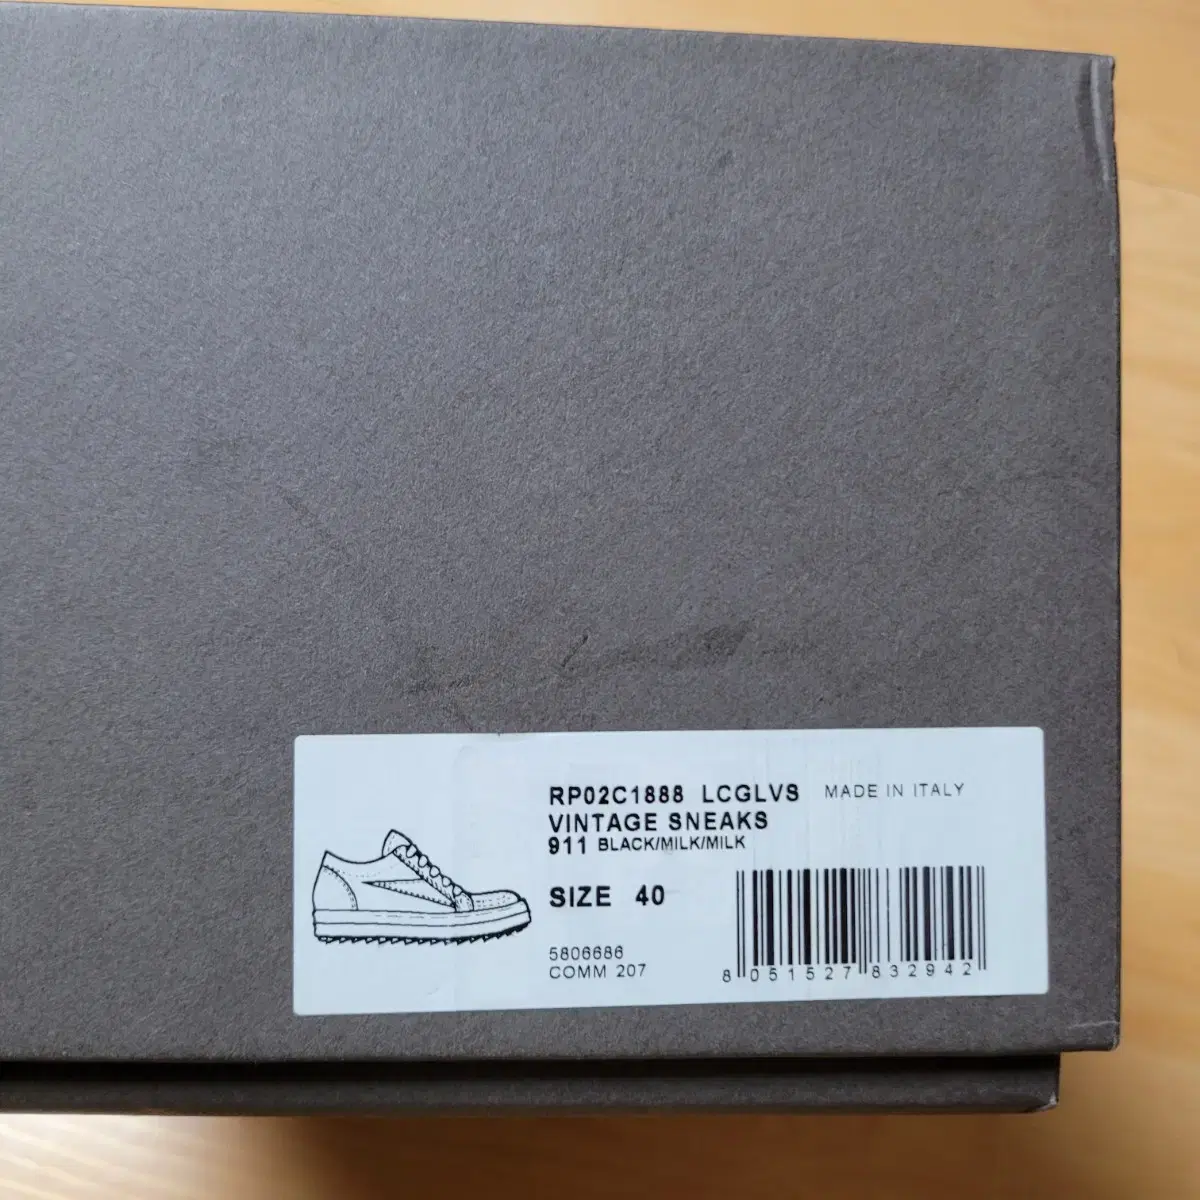 RP02C1888 LCGLVS MADE IN ITALY
VINTAGE SNEAKS
911 BLACK/MILK/MILK
SIZE 40
5806686
COMM 207
8 051527 832942